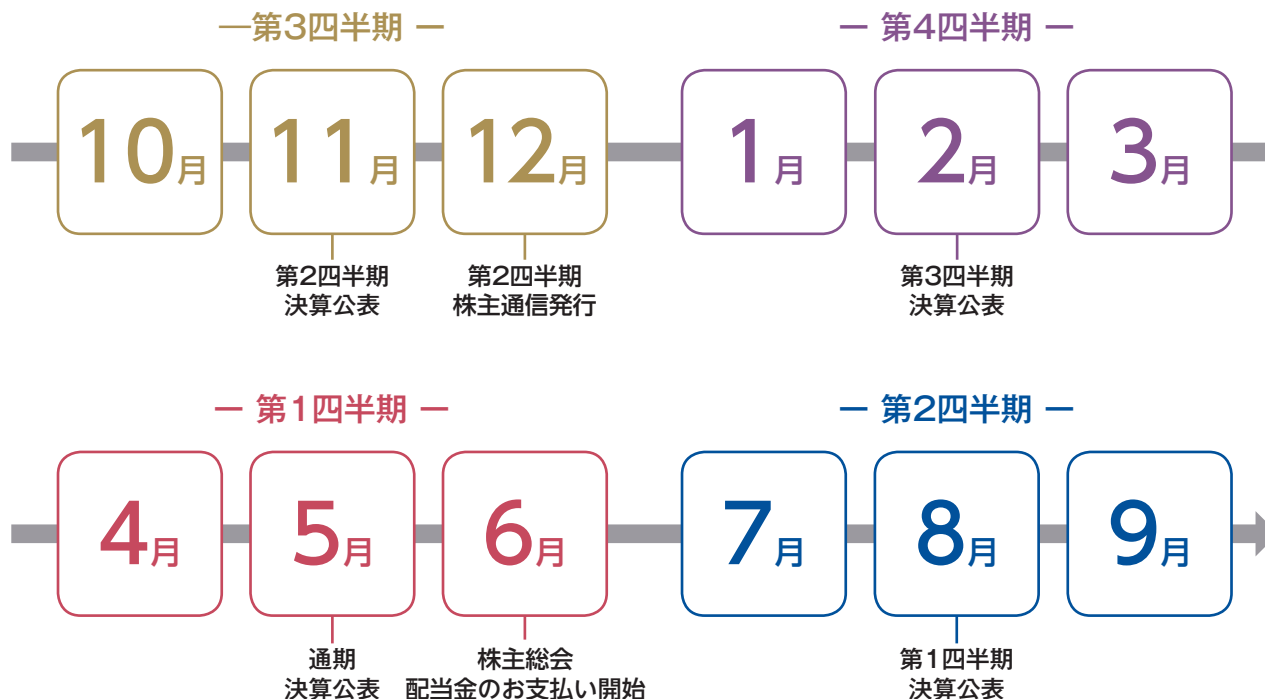 ―第3四半期 ―
― 第4四半期 ―
10月
11月
12月
1月
2月
3月
第2四半期
決算公表
第2四半期
株主通信発行
第3四半期
決算公表
― 第1四半期 ―
― 第2四半期 ―
4月
5月
6月
7月
8月
9月
通期
決算公表
株主総会
配当金のお支払い開始
第1四半期
決算公表